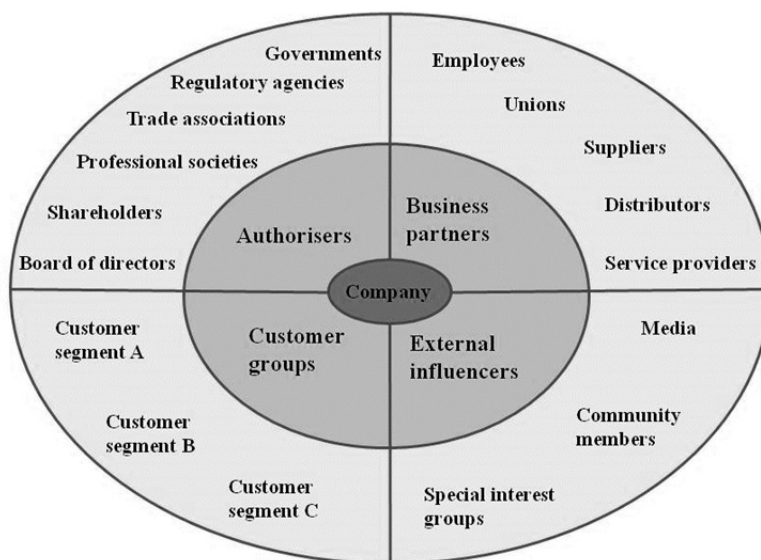 Governments
Regulatory agencies
Trade associations
Professional societies
Shareholders
Board of directors
Authorisers
Employees
Unions
Suppliers
Distributors
Service providers
Business
partners
Company
Customer
segment A
Customer
segment B
Customer
segment C
Customer
groups
External
influencers
Media
Community
members
Special interest
groups